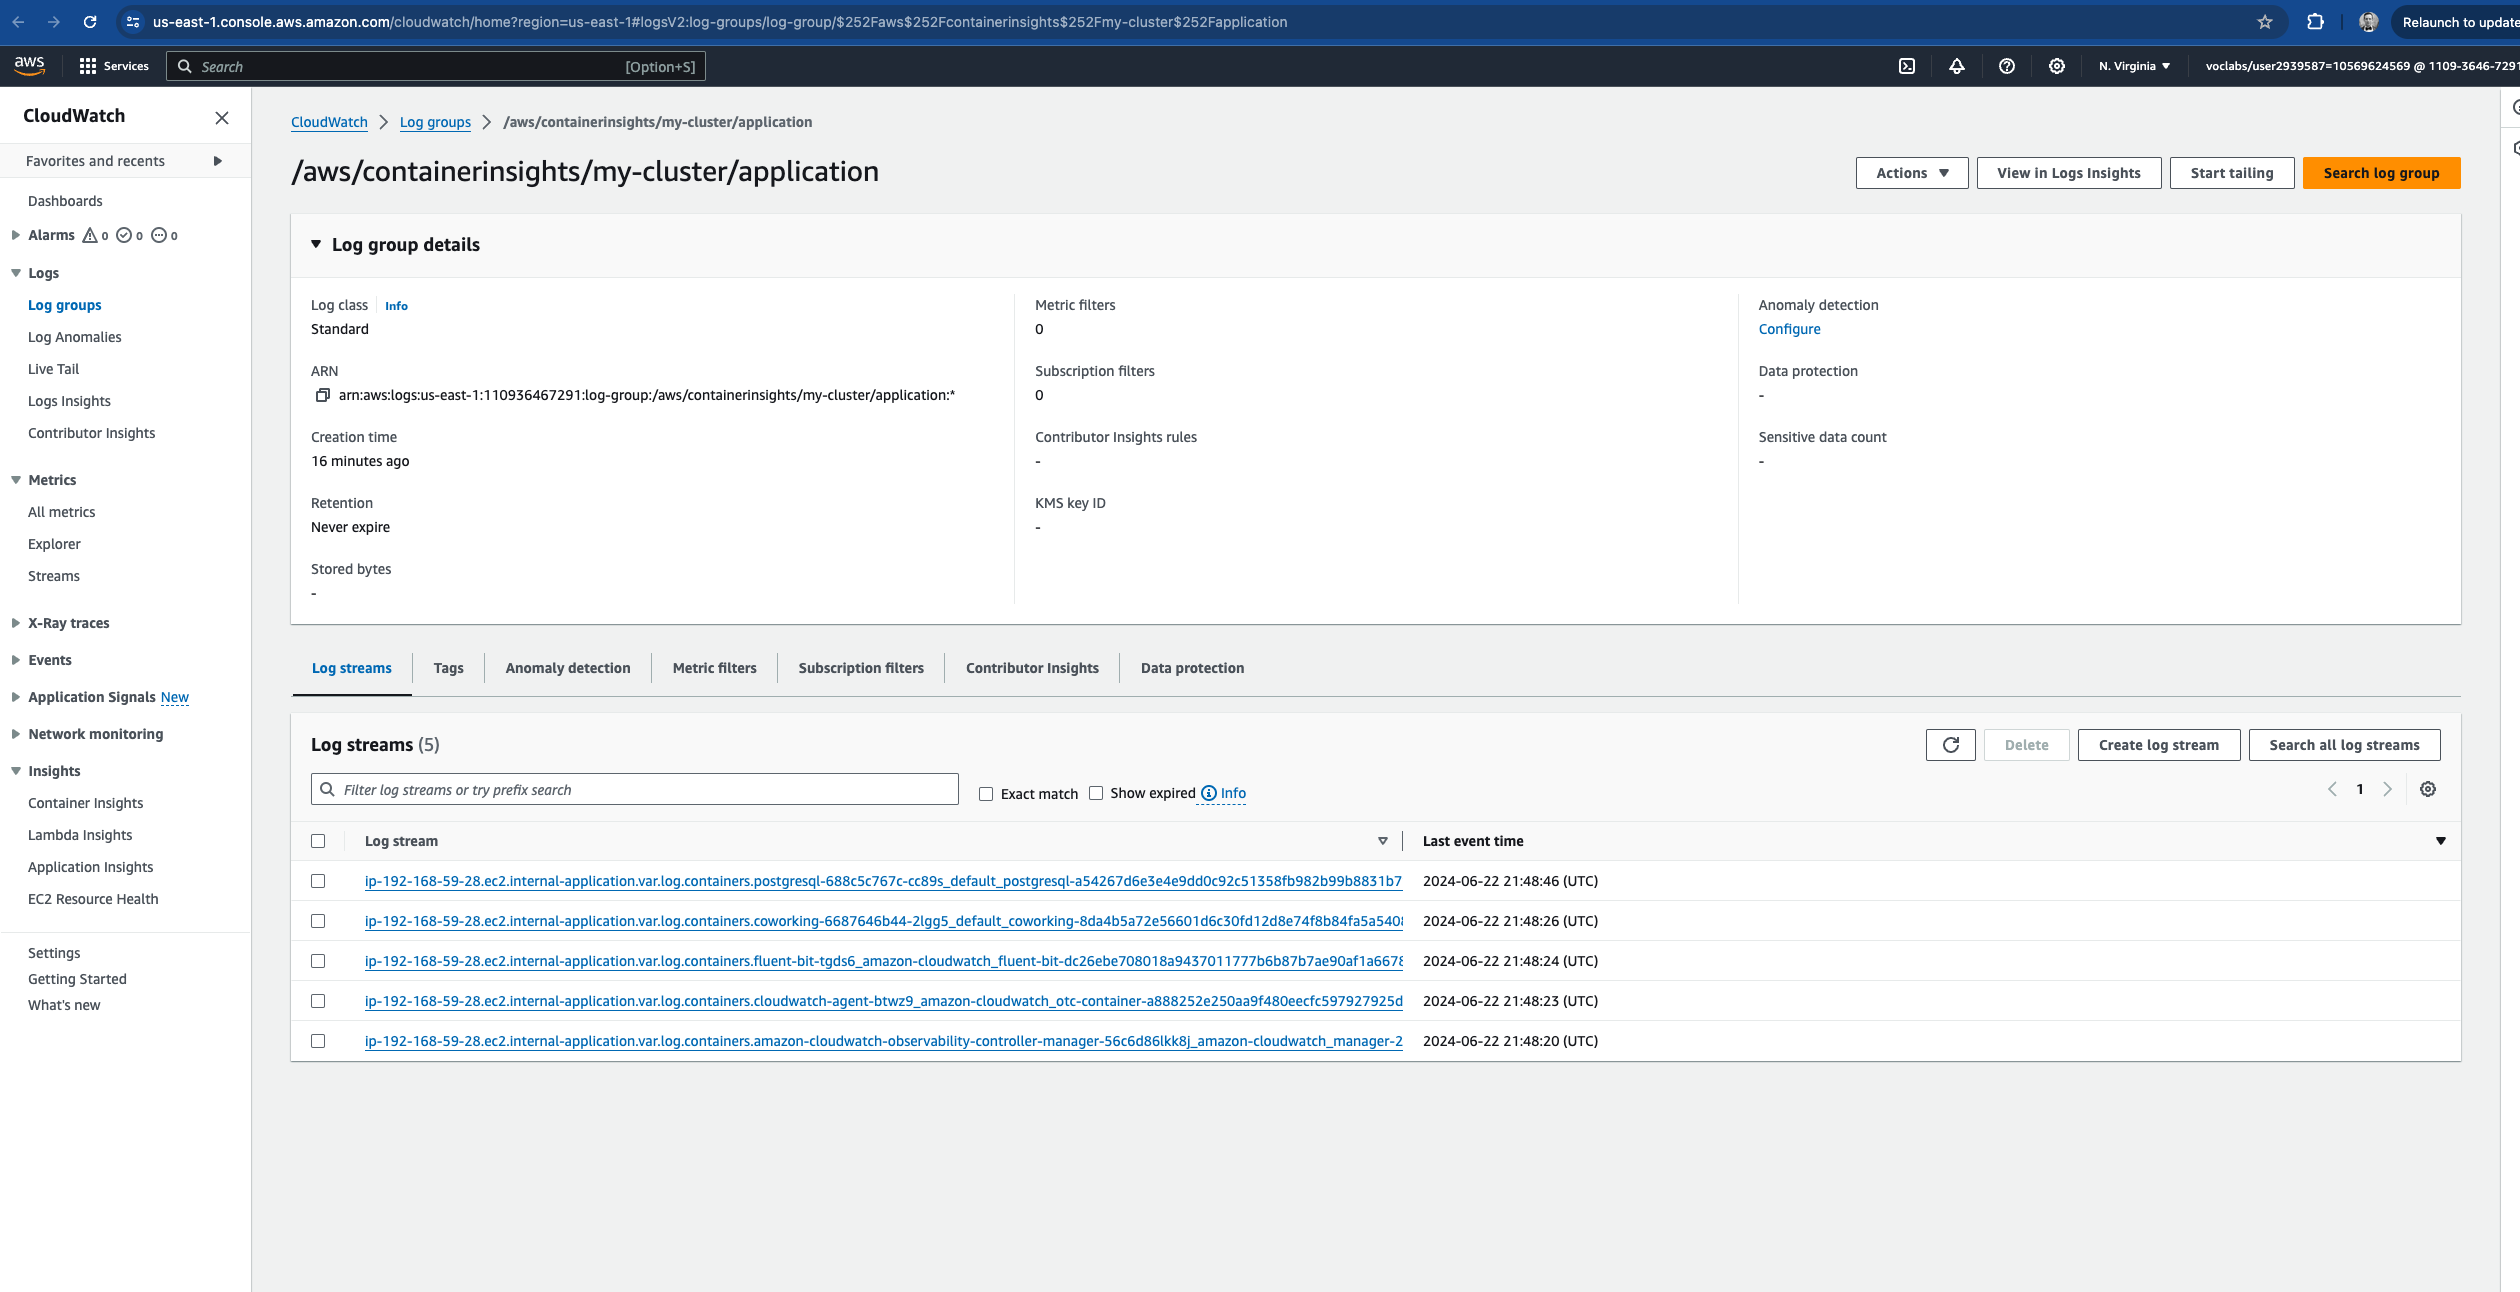 us-east-1.console.aws.amazon.com/cloudwatch/home?region=us-east-1#logsV2:log-groups/log-group/$252Faws$252Fcontainerinsights$252Fmy-cluster$252Fapplication
Relaunch to update
aws
Services
Search
[Option+S]
N. Virginia
voclabs/user2939587=10569624569 @ 1109-3646-7291
CloudWatch
Favorites and recents
Dashboards
Alarms 0 0 0
Logs
Log groups
Log Anomalies
Live Tail
Logs Insights
Contributor Insights
Metrics
All metrics
Explorer
Streams
X-Ray traces
Events
Application Signals New
Network monitoring
Insights
Container Insights
Lambda Insights
Application Insights
EC2 Resource Health
Settings
Getting Started
What's new
CloudWatch > Log groups > /aws/containerinsights/my-cluster/application
/aws/containerinsights/my-cluster/application
Actions
View in Logs Insights
Start tailing
Search log group
Log group details
Log class
Info
Standard
ARN
arn:aws:logs:us-east-1:110936467291:log-group:/aws/containerinsights/my-cluster/application:*
Creation time
16 minutes ago
Retention
Never expire
Stored bytes
-
Metric filters
0
Subscription filters
0
Contributor Insights rules
-
KMS key ID
-
Anomaly detection
Configure
Data protection
-
Sensitive data count
-
Log streams
Tags
Anomaly detection
Metric filters
Subscription filters
Contributor Insights
Data protection
Log streams (5)
Delete
Create log stream
Search all log streams
Filter log streams or try prefix search
Exact match
Show expired
Info
1
Log stream
Last event time
ip-192-168-59-28.ec2.internal-application.var.log.containers.postgresql-688c5c767c-cc89s_default_postgresql-a54267d6e3e4e9dd0c92c51358fb982b99b8831b7 2024-06-22 21:48:46 (UTC)
ip-192-168-59-28.ec2.internal-application.var.log.containers.coworking-6687646b44-2lgg5_default_coworking-8da4b5a72e56601d6c30fd12d8e74f8b84fa5a540 2024-06-22 21:48:26 (UTC)
ip-192-168-59-28.ec2.internal-application.var.log.containers.fluent-bit-tgds6_amazon-cloudwatch_fluent-bit-dc26ebe708018a9437011777b6b87b7ae90af1a667 2024-06-22 21:48:24 (UTC)
ip-192-168-59-28.ec2.internal-application.var.log.containers.cloudwatch-agent-btwz9_amazon-cloudwatch_otc-container-a888252e250aa9f480eecfc597927925d 2024-06-22 21:48:23 (UTC)
ip-192-168-59-28.ec2.internal-application.var.log.containers.amazon-cloudwatch-observability-controller-manager-56c6d86lkk8j_amazon-cloudwatch_manager-2 2024-06-22 21:48:20 (UTC)